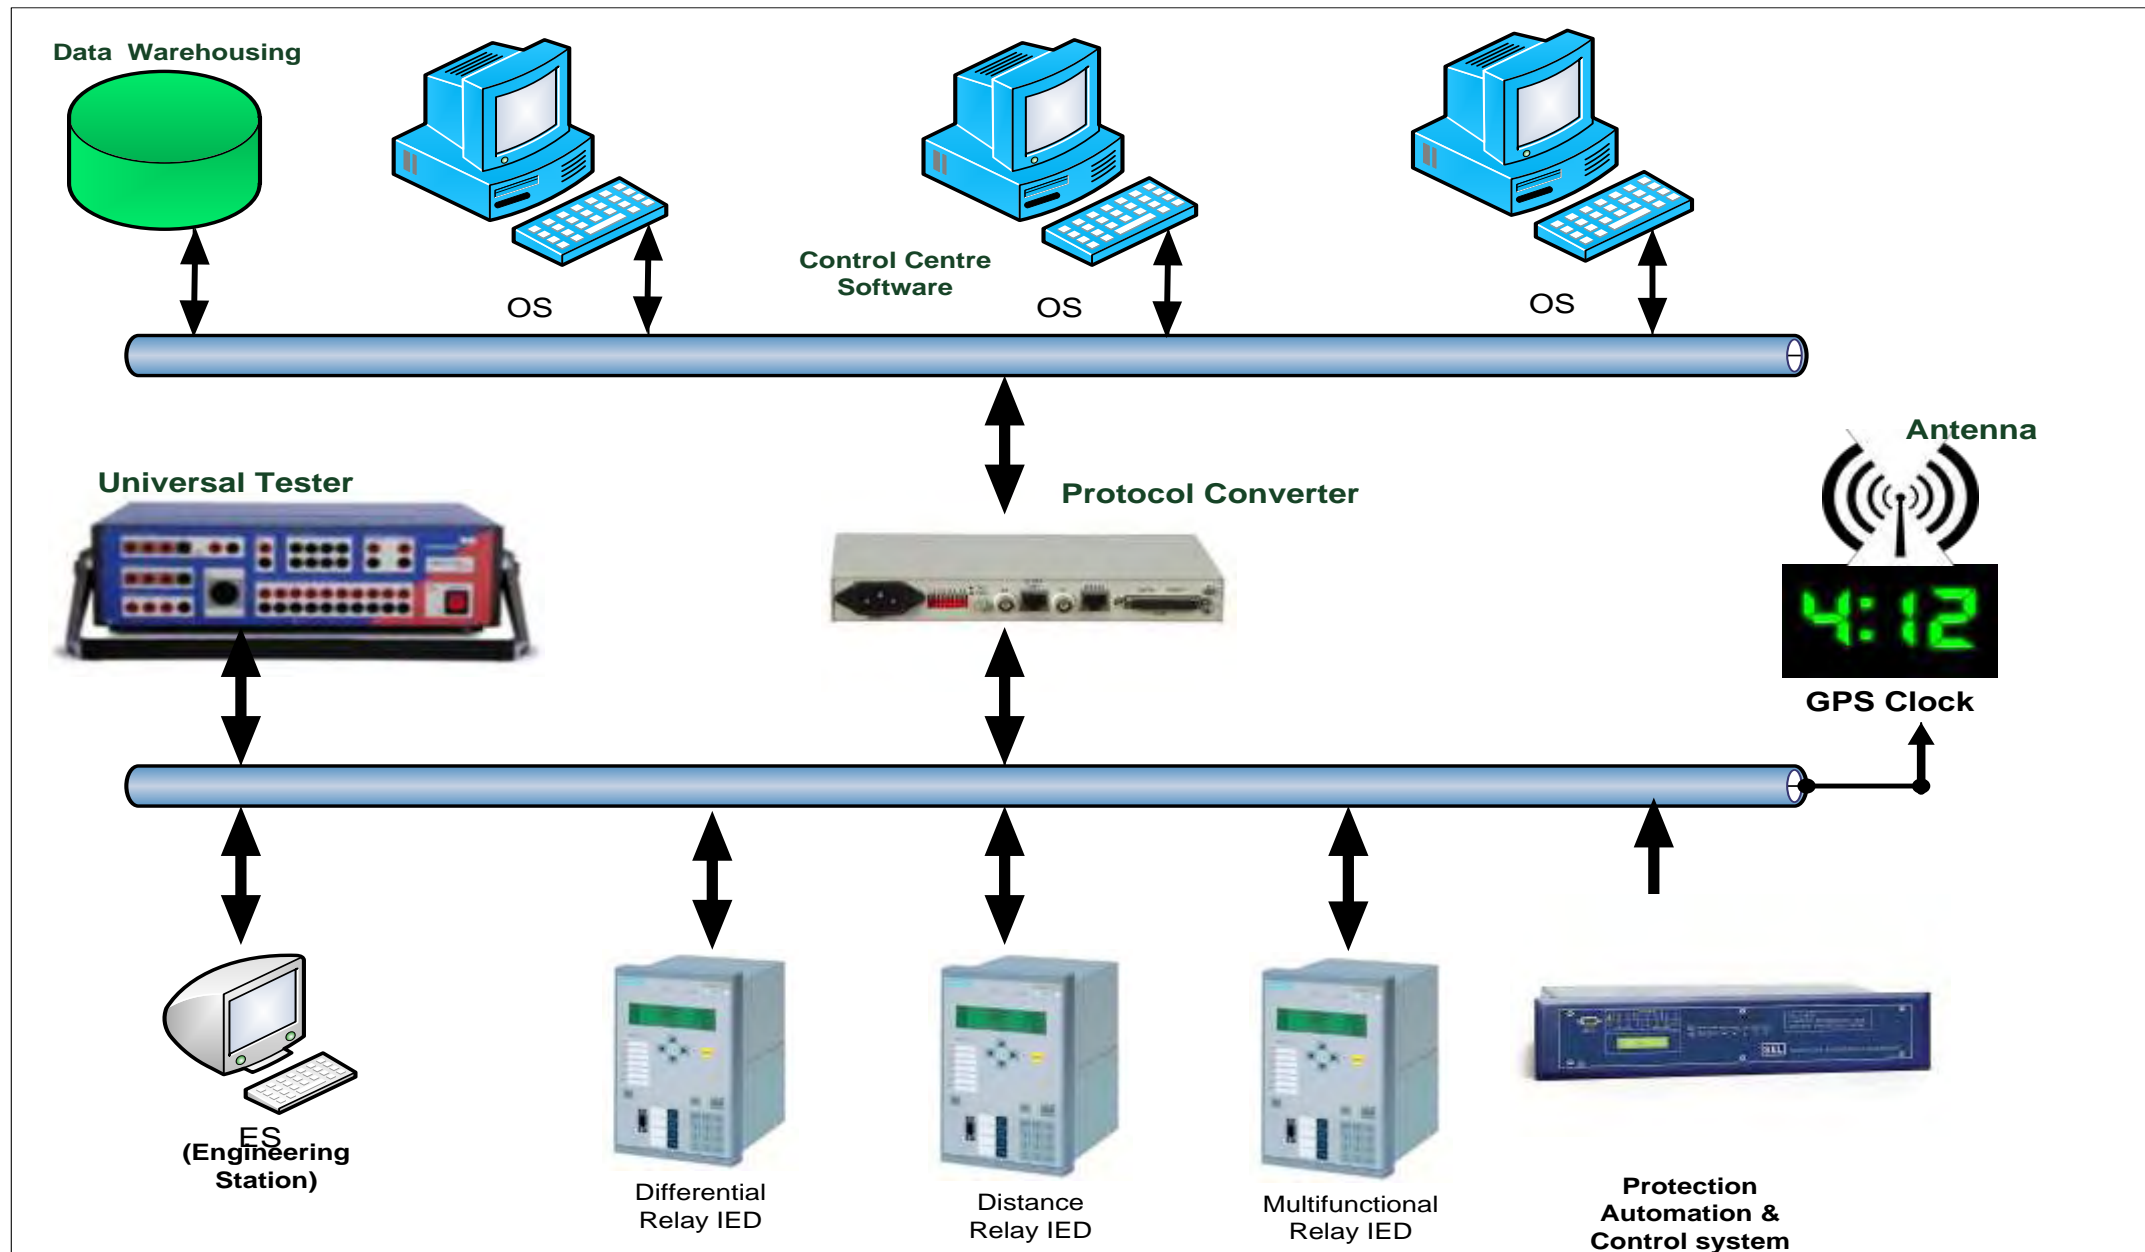 Data Warehousing
Control Centre
Software
OS
OS
OS
Antenna
Universal Tester
Protocol Converter
4:12
GPS Clock
SEL
ES
(Engineering
Station)
Differential
Relay IED
Distance
Relay IED
Multifunctional
Relay IED
Protection
Automation &
Control system